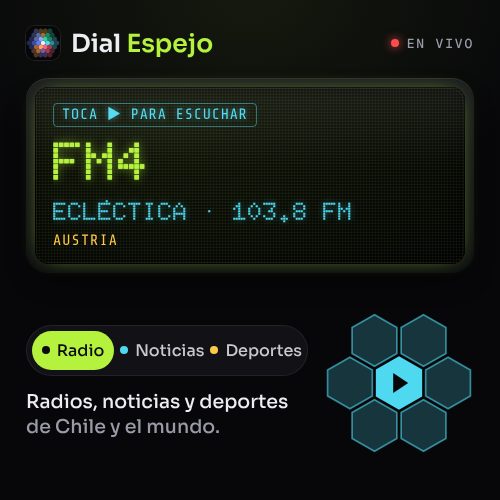 Dial Espejo
EN VIVO
TOCA ▶ PARA ESCUCHAR
FM4
ECLÉCTICA · 103,8 FM
AUSTRIA
Radio Noticias Deportes
Radios, noticias y deportes
de Chile y el mundo.